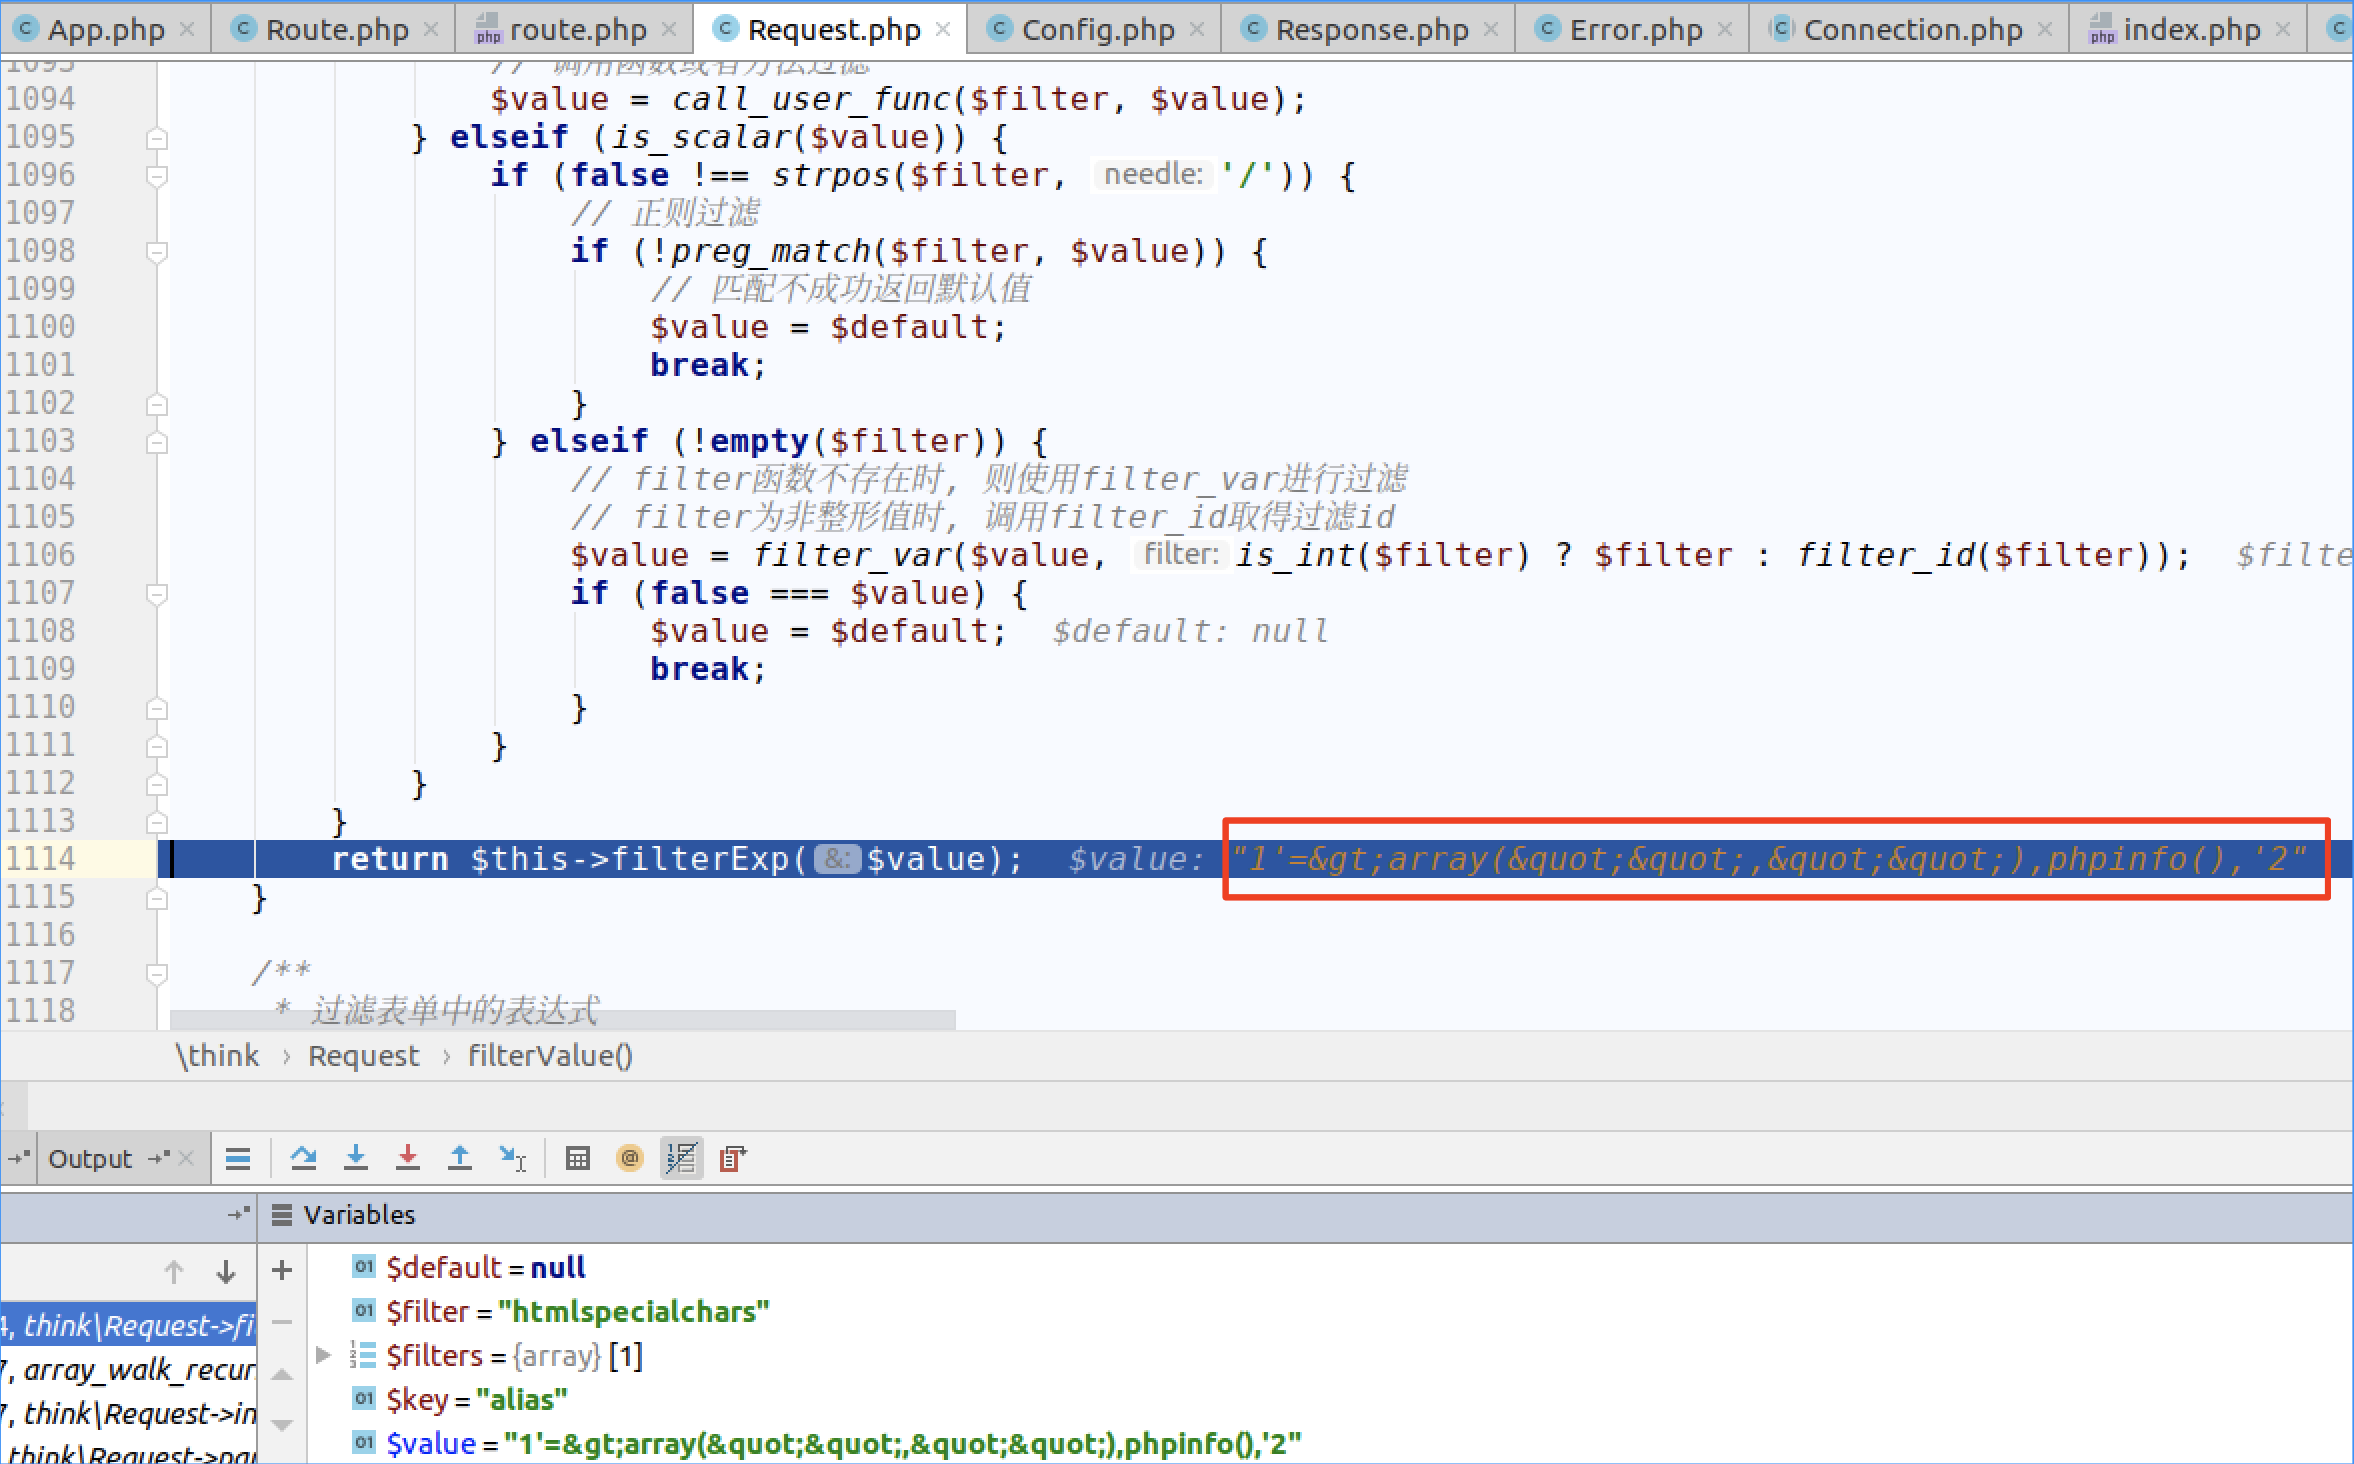 App.php Route.php route.php Request.php Config.php Response.php Error.php Connection.php index.php
1093 // 调用函数或者方法过滤
1094 $value = call_user_func($filter, $value);
1095 } elseif (is_scalar($value)) {
1096 if (false !== strpos($filter, needle: '/')) {
1097 // 正则过滤
1098 if (!preg_match($filter, $value)) {
1099 // 匹配不成功返回默认值
1100 $value = $default;
1101 break;
1102 }
1103 } elseif (!empty($filter)) {
1104 // filter函数不存在时, 则使用filter_var进行过滤
1105 // filter为非整形值时, 调用filter_id取得过滤id
1106 $value = filter_var($value, filter: is_int($filter) ? $filter : filter_id($filter)); $filte
1107 if (false === $value) {
1108 $value = $default; $default: null
1109 break;
1110 }
1111 }
1112 }
1113 }
1114 return $this->filterExp( &: $value); $value: "1'=&gt;array(&quot;&quot;,&quot;&quot;),phpinfo(),'2"
1115 }
1116
1117 /**
1118 * 过滤表单中的表达式
\think › Request › filterValue()
Output
Variables
$default = null
$filter = "htmlspecialchars"
$filters = {array} [1]
$key = "alias"
$value = "1'=&gt;array(&quot;&quot;,&quot;&quot;),phpinfo(),'2"
4, think\Request->fi
7, array_walk_recur
7, think\Request->in
think\Request->par